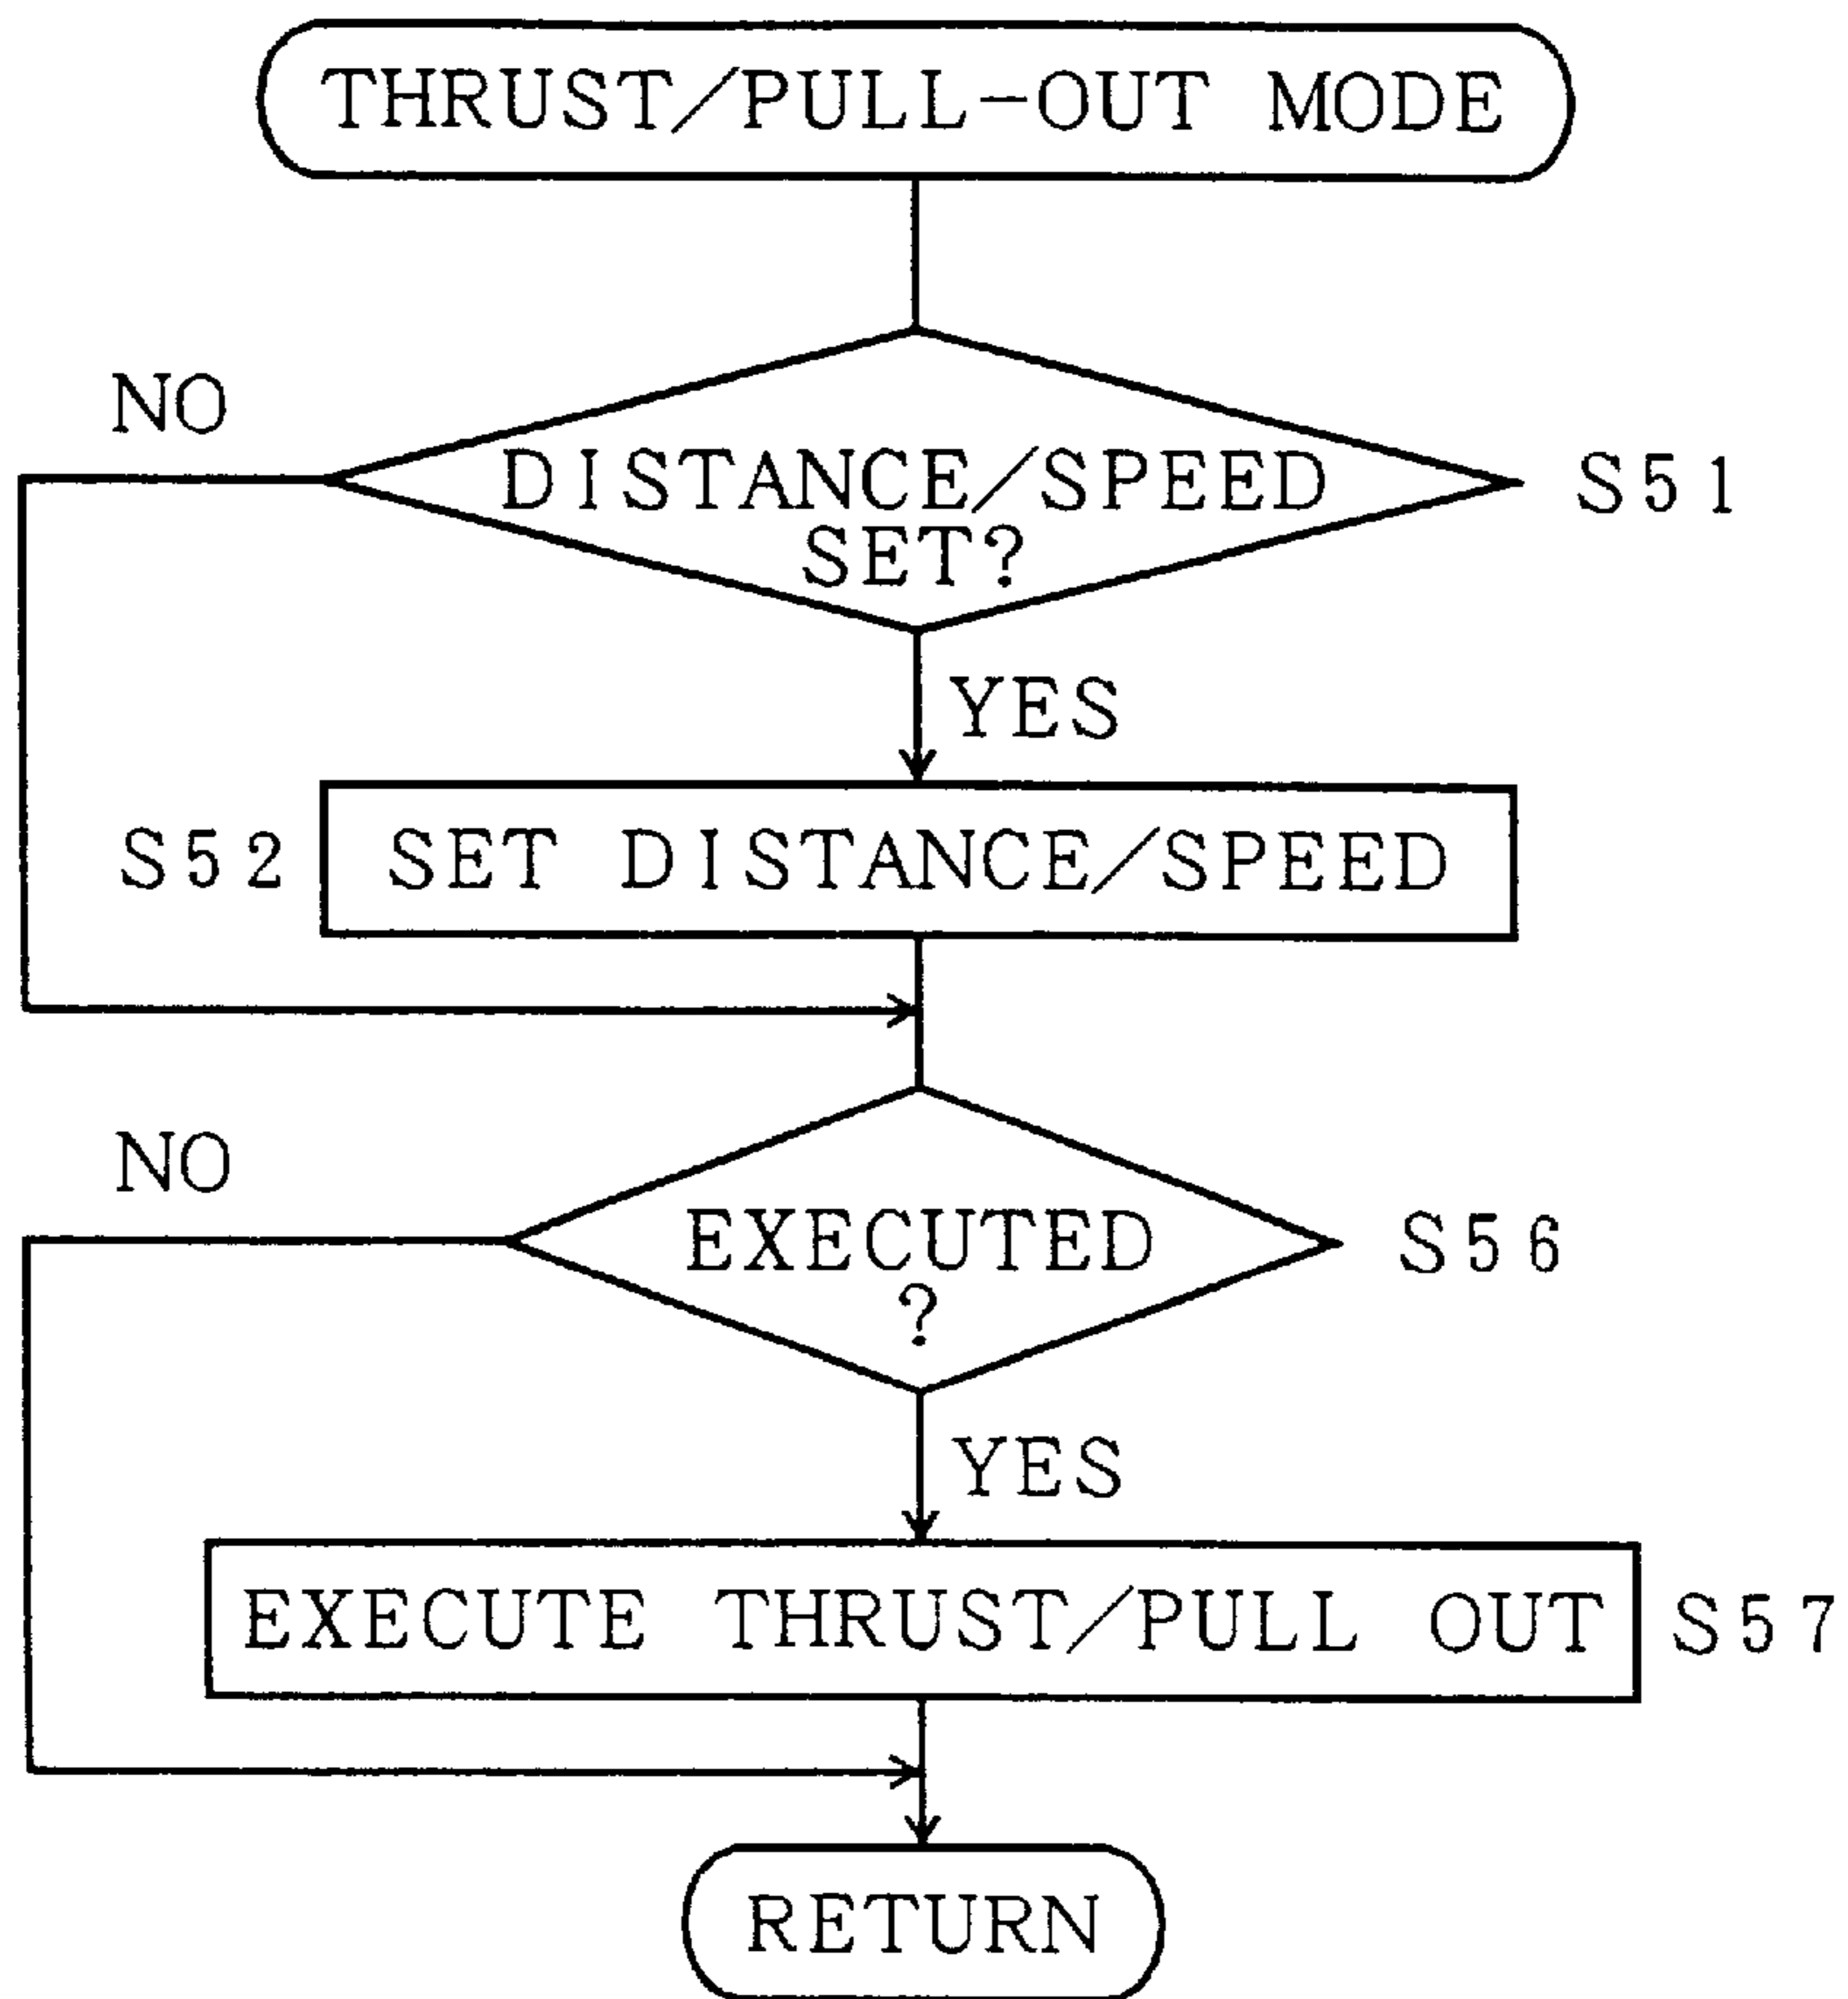 THRUST/PULL-OUT MODE
NO
DISTANCE/SPEED
SET?
S51
YES
S52
SET DISTANCE/SPEED
NO
EXECUTED
?
S56
YES
EXECUTE THRUST/PULL OUT
S57
RETURN